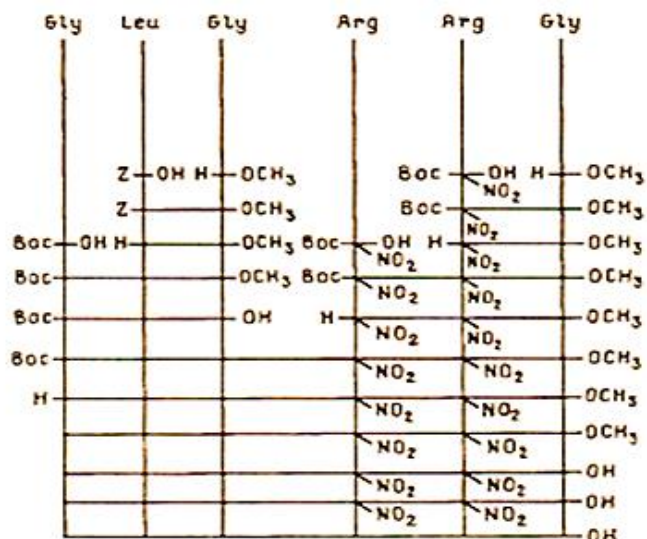 Gly Leu Gly Arg Arg Gly
Z OH H OCH3 Boc OH H OCH3
NO2
Z OCH3 Boc OCH3
NO2
Boc OH H OCH3 Boc OH H OCH3
NO2 NO2
Boc OCH3 Boc OCH3
NO2 NO2
Boc OH H OCH3
NO2 NO2
Boc OCH3
NO2 NO2
H OCH3
NO2 NO2
OCH3
NO2 NO2
OH
NO2 NO2
OH
NO2 NO2
OH